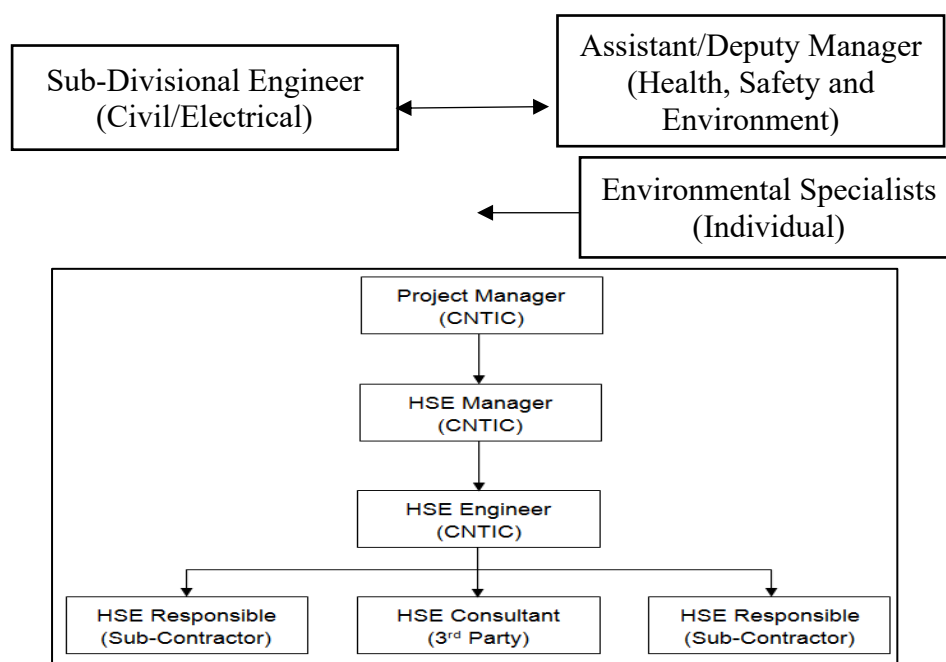 Sub-Divisional Engineer
(Civil/Electrical)
Assistant/Deputy Manager
(Health, Safety and
Environment)
Environmental Specialists
(Individual)
Project Manager
(CNTIC)
HSE Manager
(CNTIC)
HSE Engineer
(CNTIC)
HSE Responsible
(Sub-Contractor)
HSE Consultant
(3rd Party)
HSE Responsible
(Sub-Contractor)